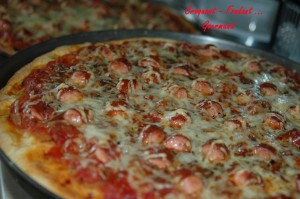 Croquant - Fondant . . .
Gourmand